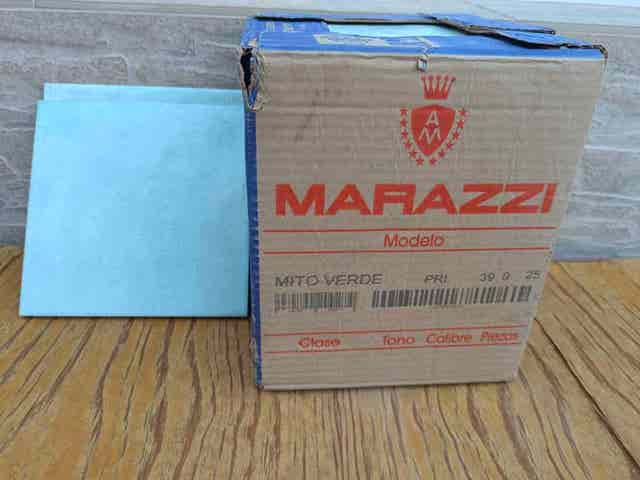 AM
MARAZZI
Modelo
MITO VERDE PRI 39 0 25
Clase Tono Calibre Piezas